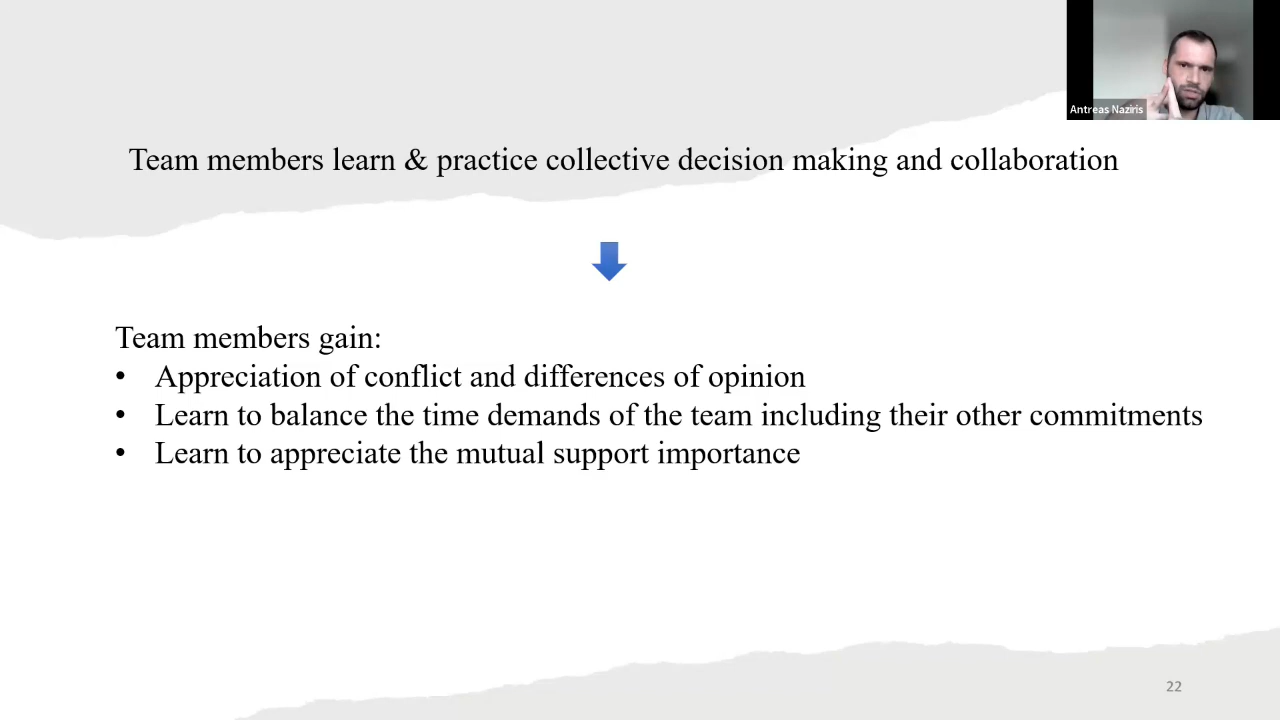 Antreas Naziris
Team members learn & practice collective decision making and collaboration
Team members gain:
• Appreciation of conflict and differences of opinion
• Learn to balance the time demands of the team including their other commitments
• Learn to appreciate the mutual support importance
22